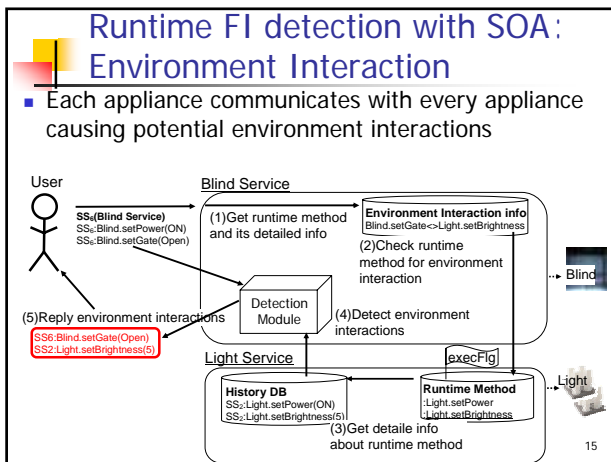 Runtime FI detection with SOA:
Environment Interaction
Each appliance communicates with every appliance
causing potential environment interactions
User
Blind Service
SS6(Blind Service)
SS6:Blind.setPower(ON)
SS6:Blind.setGate(Open)
(1)Get runtime method
and its detailed info
Environment Interaction info
Blind.setGate<>Light.setBrightness
(2)Check runtime
method for environment
interaction
Blind
Detection
Module
(4)Detect environment
interactions
(5)Reply environment interactions
SS6:Blind.setGate(Open)
SS2:Light.setBrightness(5)
Light Service
execFlg
Light
History DB
SS2:Light.setPower(ON)
SS2:Light.setBrightness(5)
Runtime Method
:Light.setPower
:Light.setBrightness
(3)Get detaile info
about runtime method
15